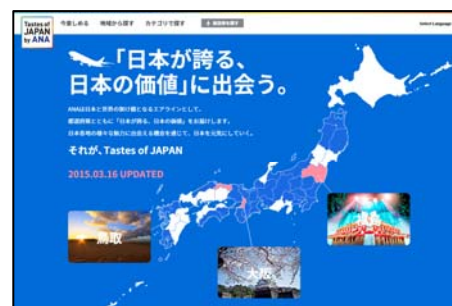 Tastes of
JAPAN
by ANA
今楽しめる 地域から探す カテゴリで探す
Select Language
「日本が誇る、
日本の価値」に出会う。
ANAは日本と世界の架け橋となるエアラインとして、
都道府県とともに「日本が誇る、日本の価値」をお届けします。
日本各地の様々な魅力に出会える機会を通じて、日本を元気にしていく。
それが、Tastes of JAPAN
2015.03.16 UPDATED
鳥取
福島
大阪